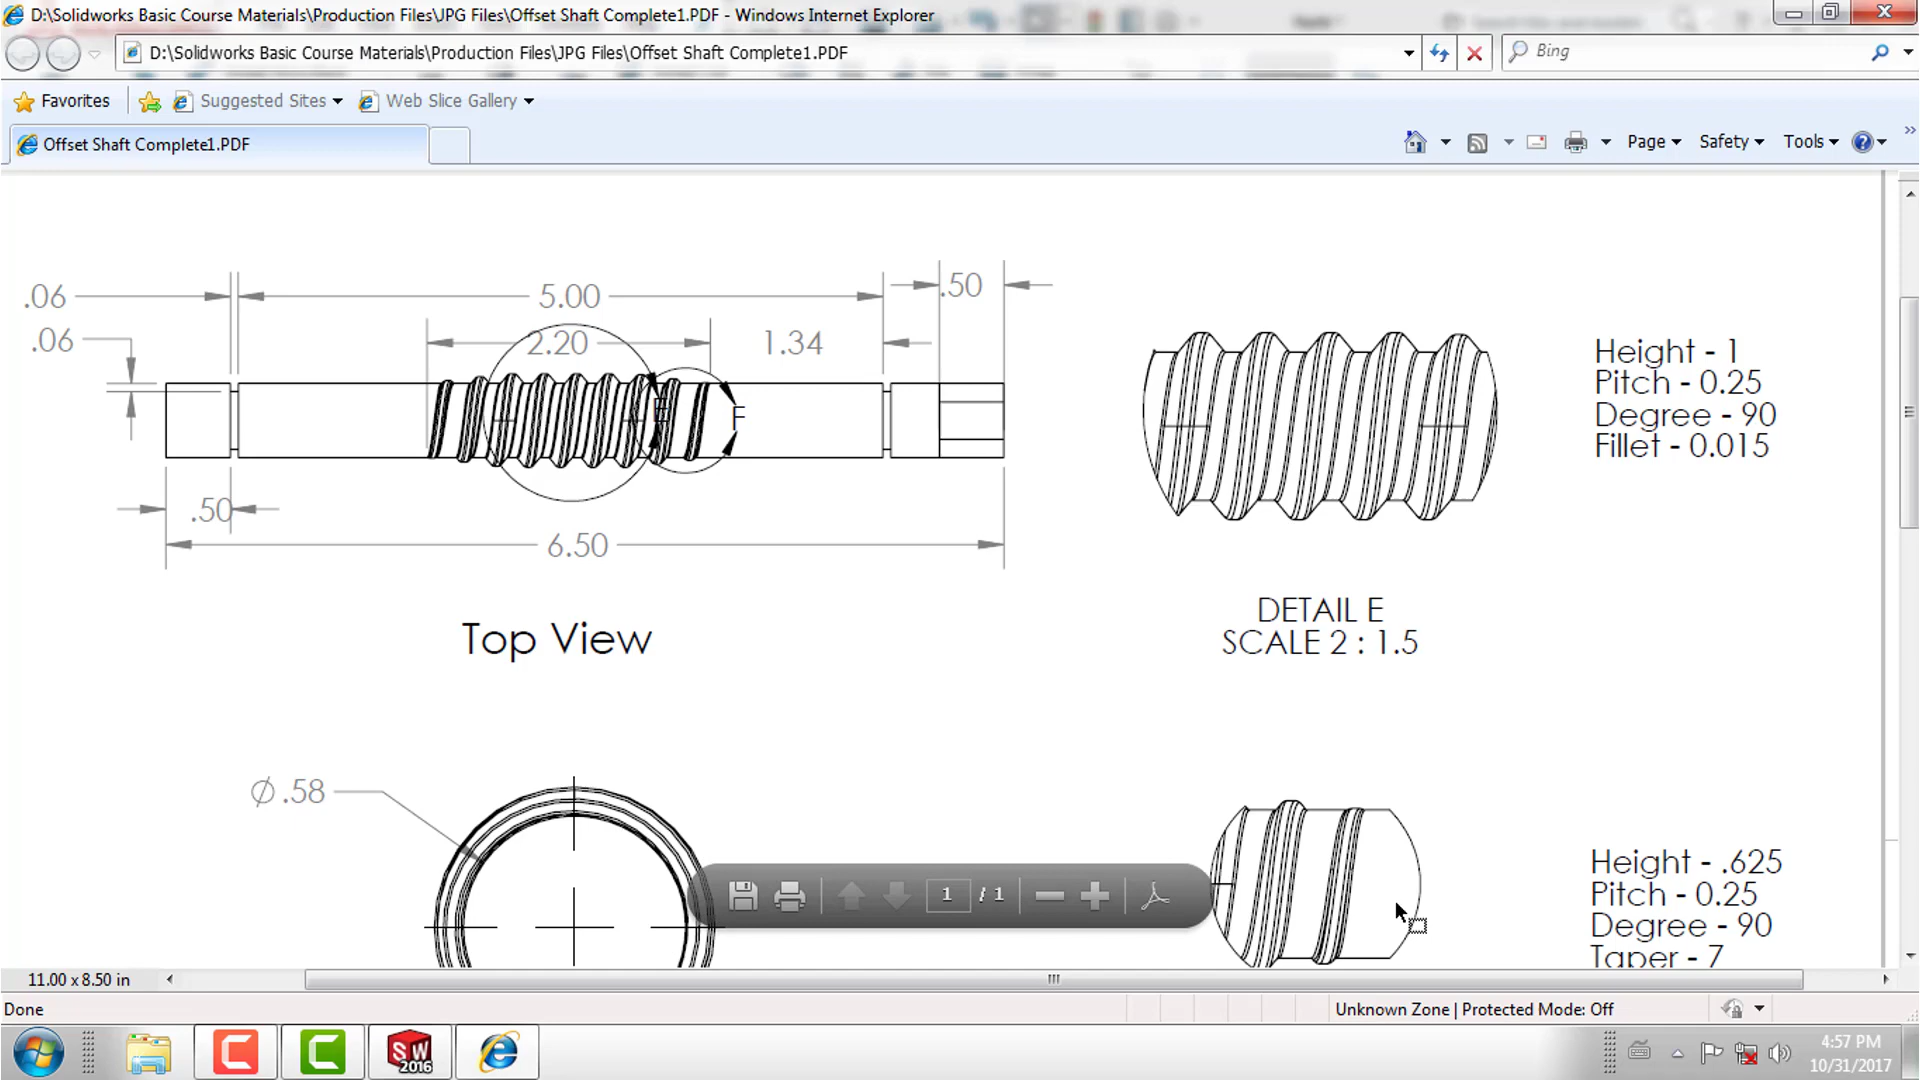 D:\Solidworks Basic Course Materials\Production Files\JPG Files\Offset Shaft Complete1.PDF - Windows Internet Explorer
D:\Solidworks Basic Course Materials\Production Files\JPG Files\Offset Shaft Complete1.PDF
Bing
Favorites
Suggested Sites
Web Slice Gallery
Offset Shaft Complete1.PDF
Page
Safety
Tools
.06
5.00
.50
.06
2.20
1.34
E
F
.50
6.50
Top View
Height - 1
Pitch - 0.25
Degree - 90
Fillet - 0.015
DETAIL E
SCALE 2 : 1.5
Ø .58
1 / 1
Height - .625
Pitch - 0.25
Degree - 90
Taper - 7
11.00 x 8.50 in
Done
Unknown Zone | Protected Mode: Off
SW
2016
4:57 PM
10/31/2017